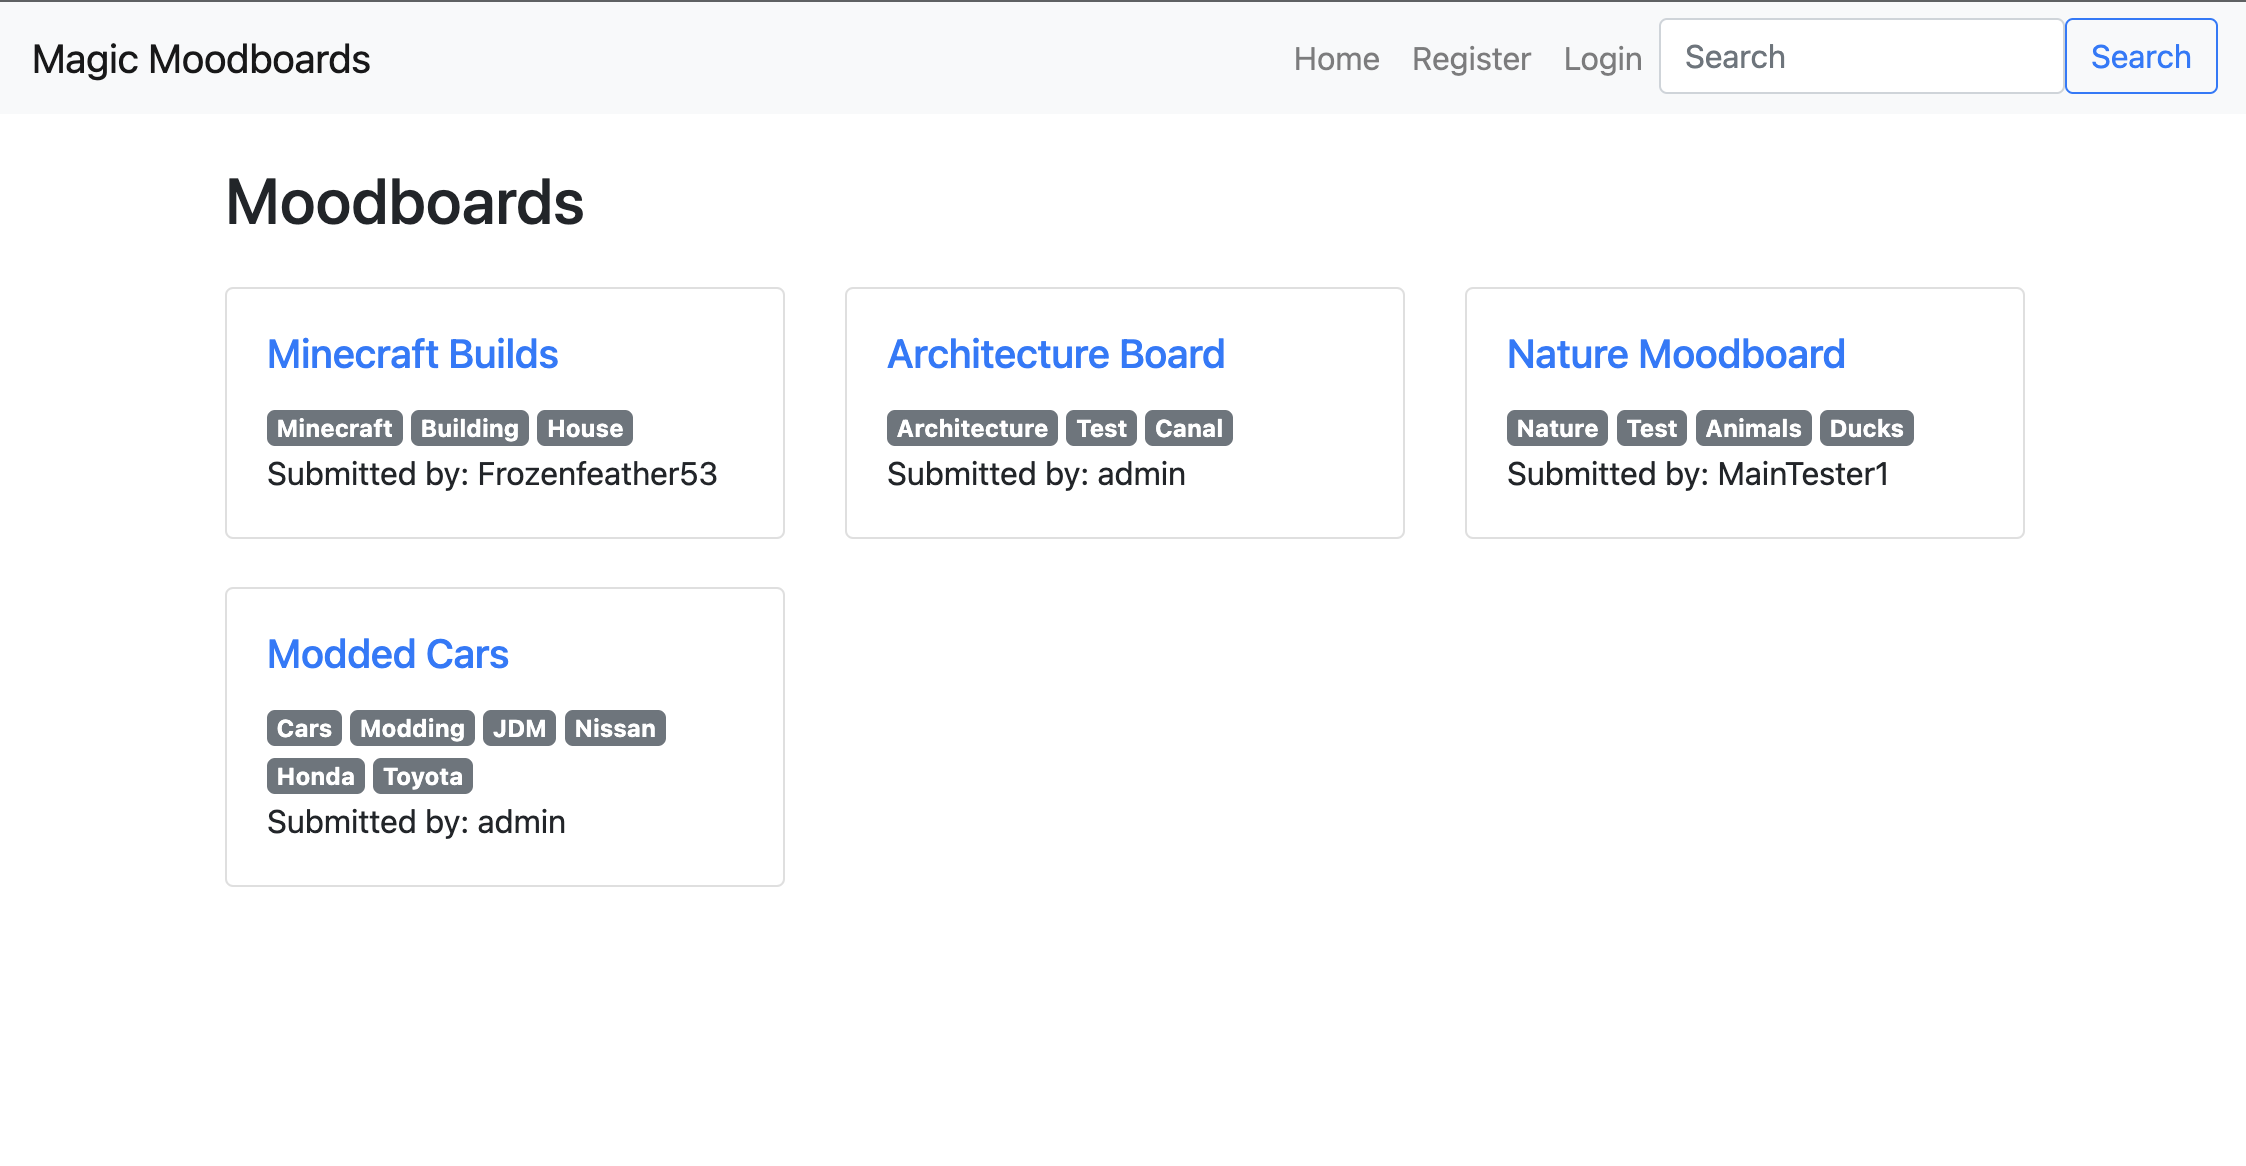 Magic Moodboards Home Register Login Search Search
Moodboards
Minecraft Builds
Minecraft Building House
Submitted by: Frozenfeather53
Architecture Board
Architecture Test Canal
Submitted by: admin
Nature Moodboard
Nature Test Animals Ducks
Submitted by: MainTester1
Modded Cars
Cars Modding JDM Nissan
Honda Toyota
Submitted by: admin